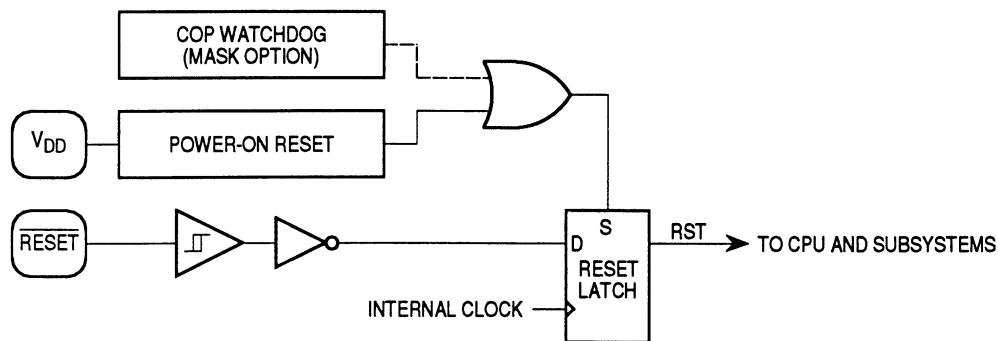 COP WATCHDOG
(MASK OPTION)
VDD
POWER-ON RESET
RESET
S
D
RST
TO CPU AND SUBSYSTEMS
RESET
LATCH
INTERNAL CLOCK